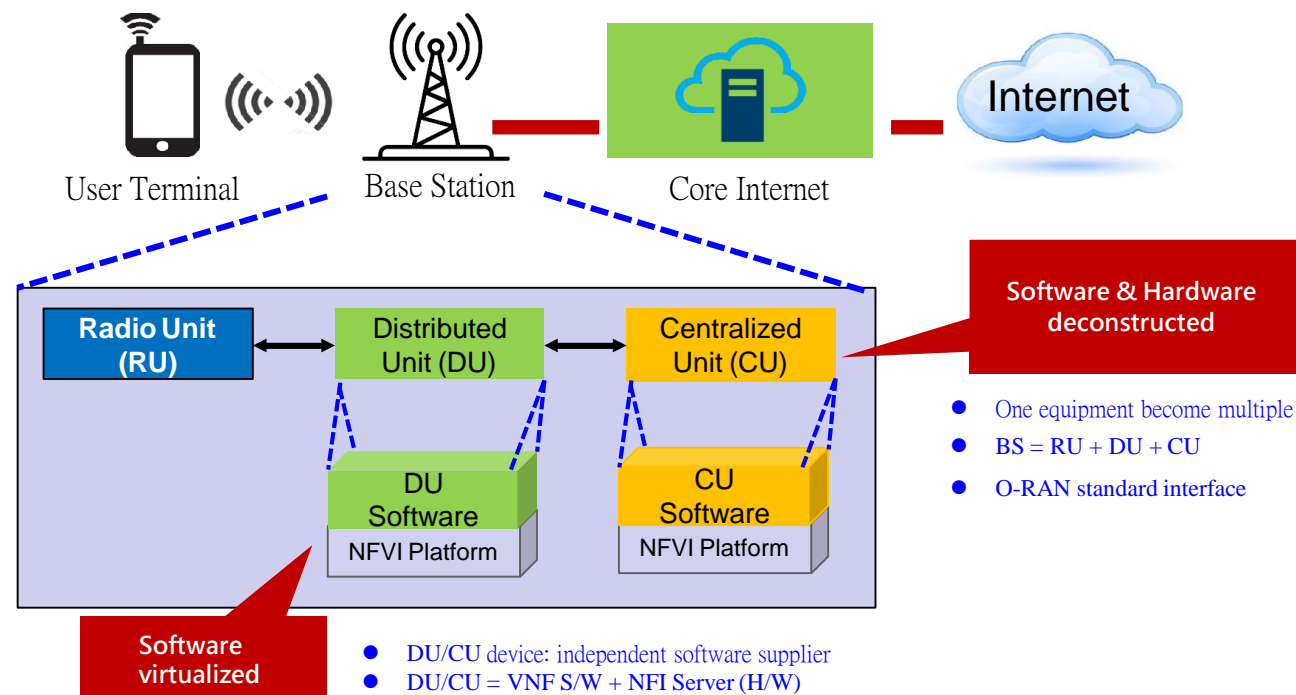 Internet
User Terminal
Base Station
Core Internet
Software & Hardware
deconstructed
Radio Unit
(RU)
Distributed
Unit (DU)
Centralized
Unit (CU)
● One equipment become multiple
● BS = RU + DU + CU
● O-RAN standard interface
DU
Software
NFVI Platform
CU
Software
NFVI Platform
Software
virtualized
● DU/CU device: independent software supplier
● DU/CU = VNF S/W + NFI Server (H/W)